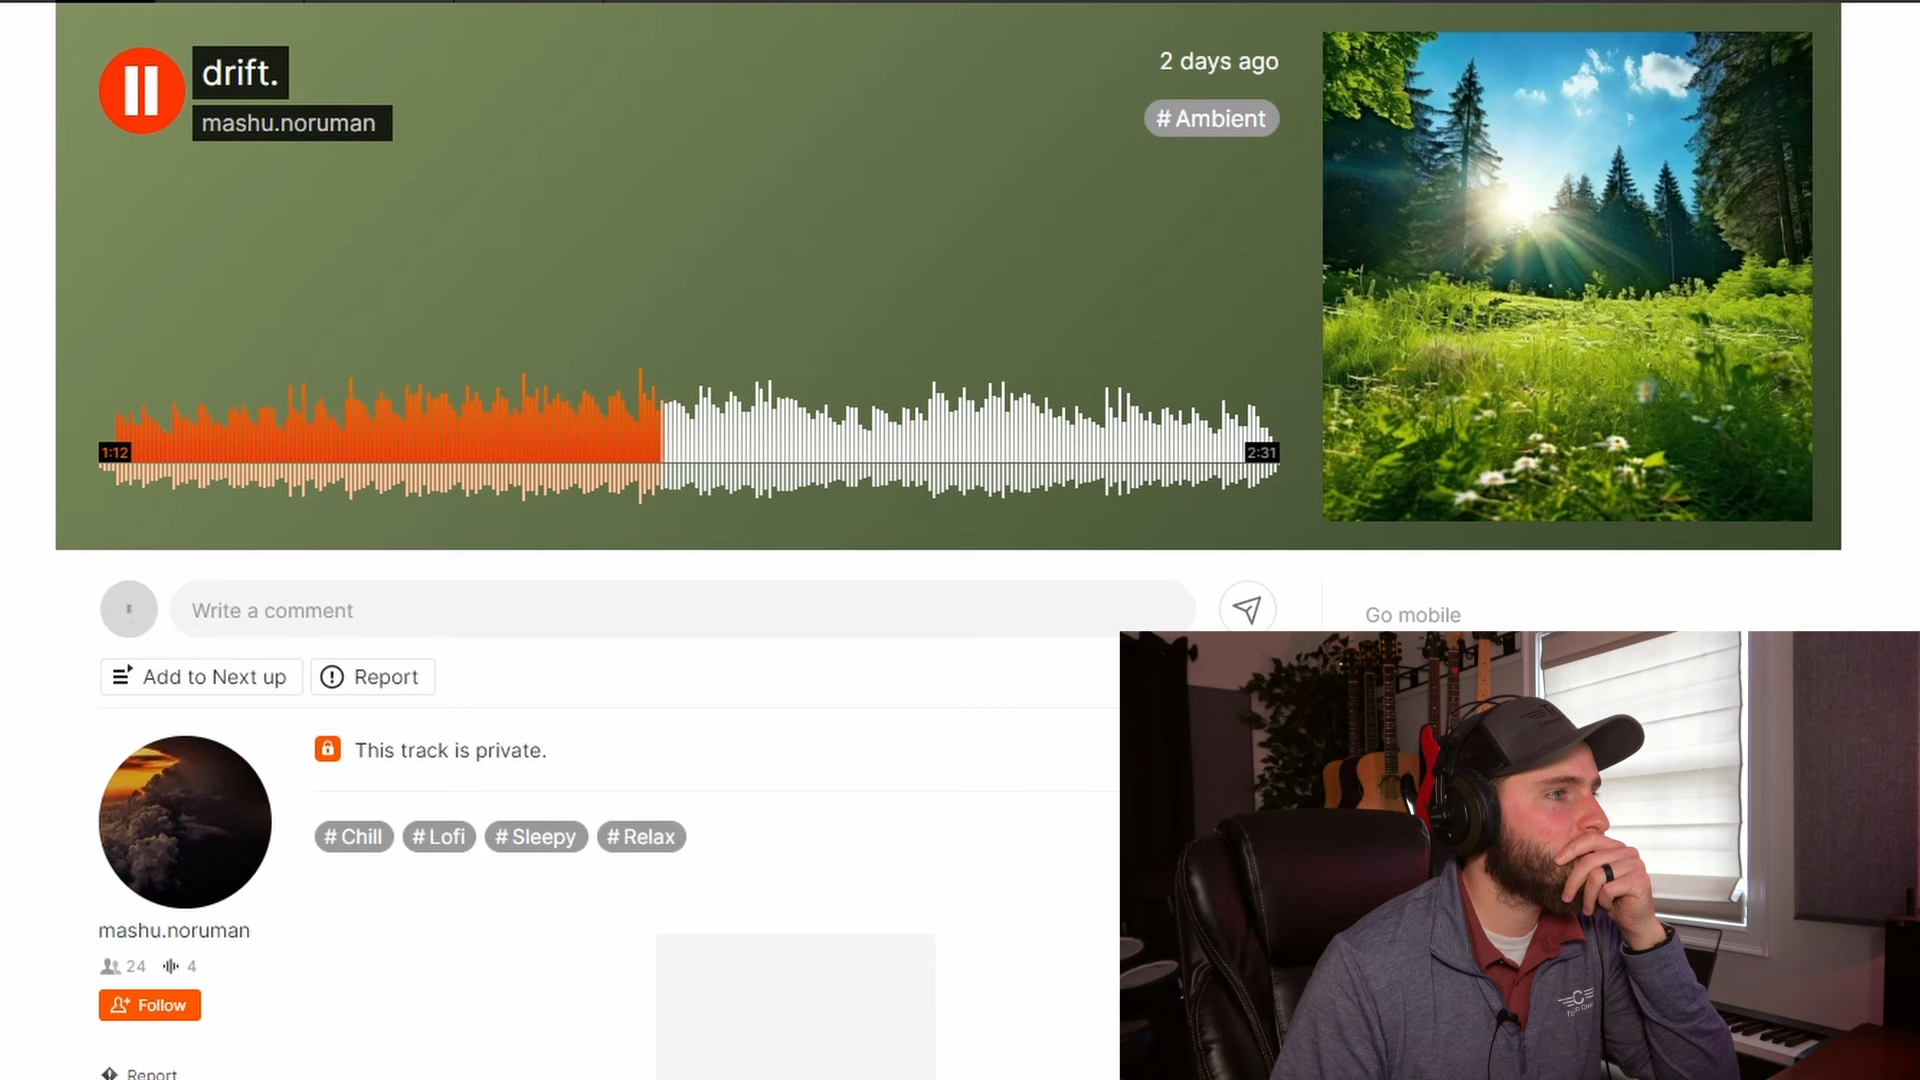 drift.
mashu.noruman
2 days ago
# Ambient
1:12
2:31
Write a comment
Go mobile
Add to Next up
Report
This track is private.
# Chill
# Lofi
# Sleepy
# Relax
mashu.noruman
24
4
Follow
Report